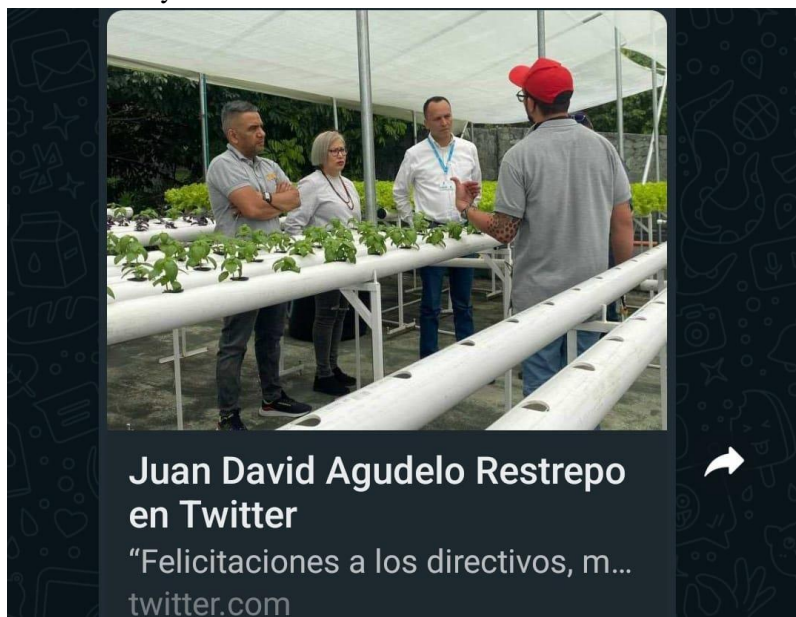 Juan David Agudelo Restrepo
en Twitter
“Felicitaciones a los directivos, m...
twitter.com